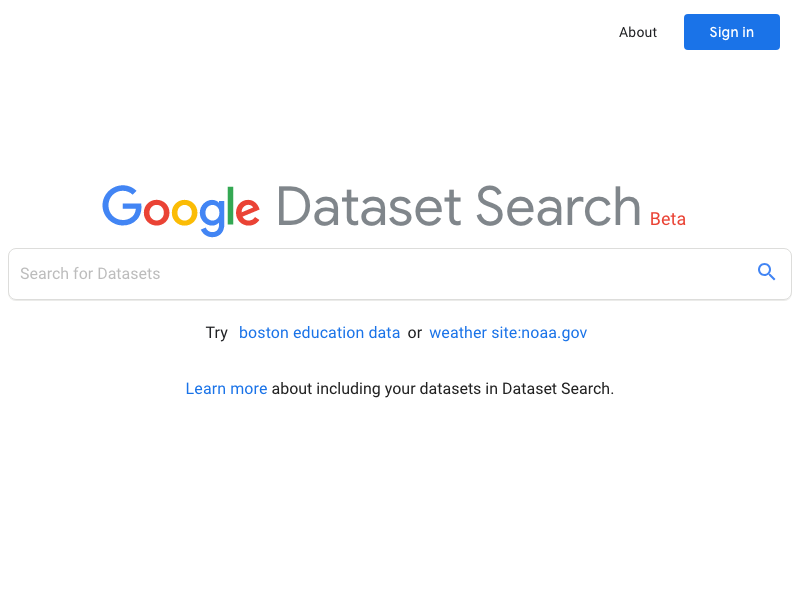 About Sign in
Google Dataset Search Beta
Search for Datasets
Try boston education data or weather site:noaa.gov
Learn more about including your datasets in Dataset Search.